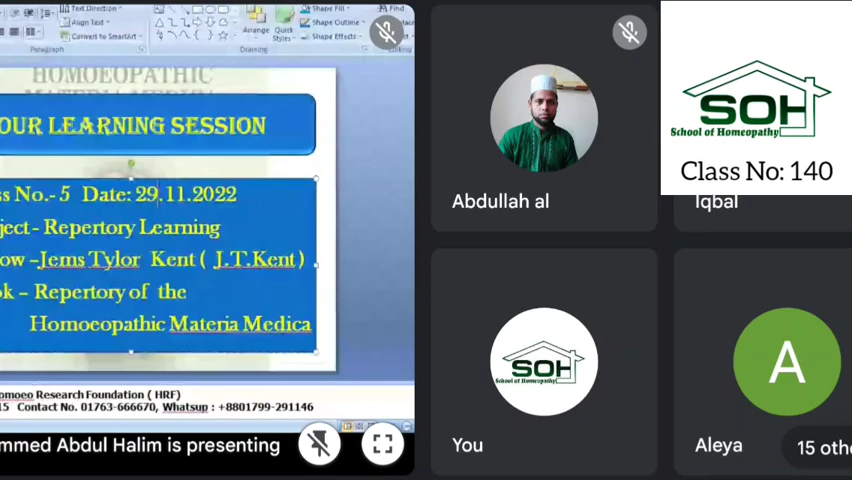 Text Direction
Align Text
Convert to SmartArt
Paragraph
Arrange
Quick
Styles
Shape Fill
Shape Outline
Shape Effects
Drawing
Find
Editing
HOMOEOPATHIC
MATERIA MEDICA
OUR LEARNING SESSION
ss No.- 5 Date: 29.11.2022
ject - Repertory Learning
ow -Jems Tylor Kent ( J.T.Kent )
ok – Repertory of the
Homoeopathic Materia Medica
omoeo Research Foundation ( HRF)
15 Contact No. 01763-666670, Whatsup : +8801799-291146
mmed Abdul Halim is presenting
Abdullah al
SOH
School of Homeopathy
Class No: 140
Iqbal
SOH
School of Homeopathy
You
A
Aleya
15 othe